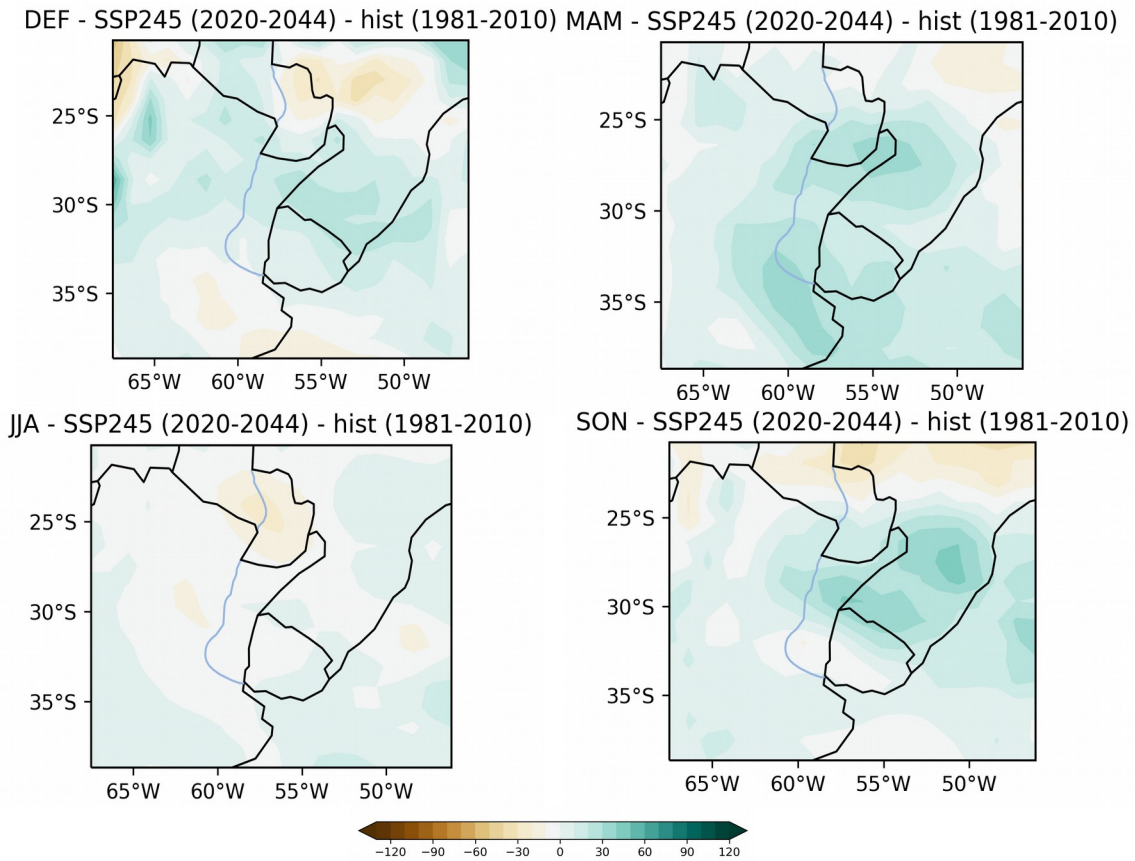 DEF - SSP245 (2020-2044) - hist (1981-2010)
MAM - SSP245 (2020-2044) - hist (1981-2010)
25°S
30°S
35°S
65°W 60°W 55°W 50°W
25°S
30°S
35°S
65°W 60°W 55°W 50°W
JJA - SSP245 (2020-2044) - hist (1981-2010)
SON - SSP245 (2020-2044) - hist (1981-2010)
25°S
30°S
35°S
65°W 60°W 55°W 50°W
25°S
30°S
35°S
65°W 60°W 55°W 50°W
−120 −90 −60 −30 0 30 60 90 120